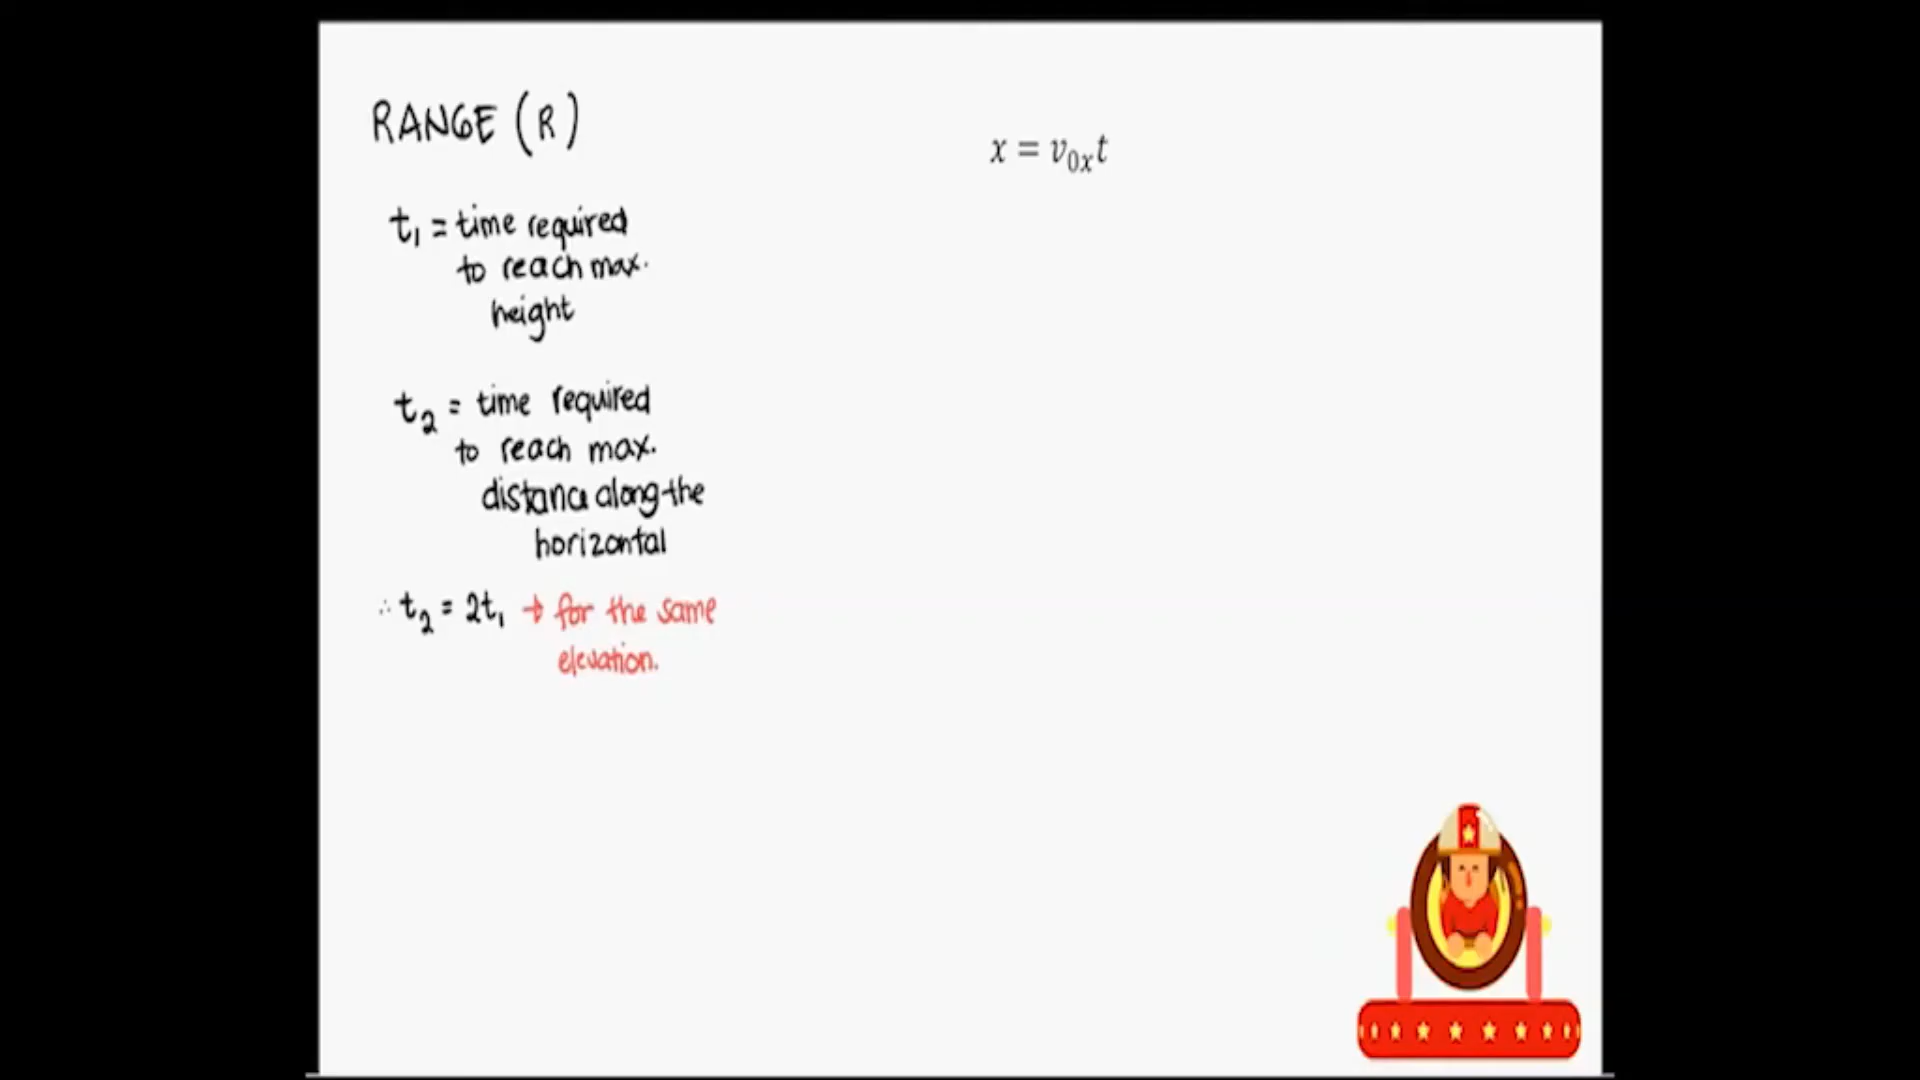 RANGE (R)
x = v₀ₓt
t₁ = time required
to reach max.
height
t₂ = time required
to reach max.
distance along the
horizontal
∴ t₂ = 2t₁ → for the same
elevation.